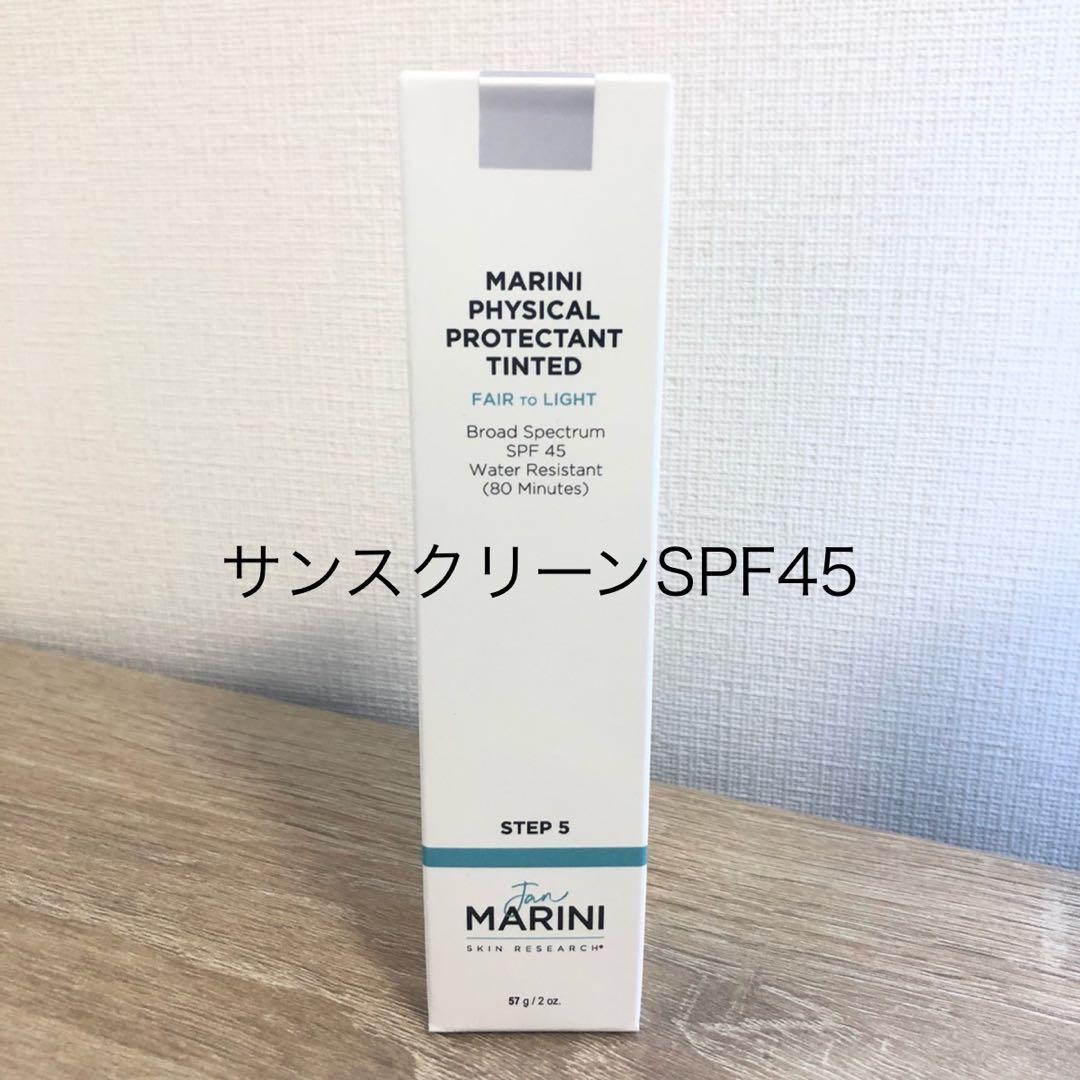 MARINI
PHYSICAL
PROTECTANT
TINTED
FAIR TO LIGHT
Broad Spectrum
SPF 45
Water Resistant
(80 Minutes)
サンスクリーンSPF45
STEP 5
Jan
MARINI
SKIN RESEARCH®
57 g / 2 oz.